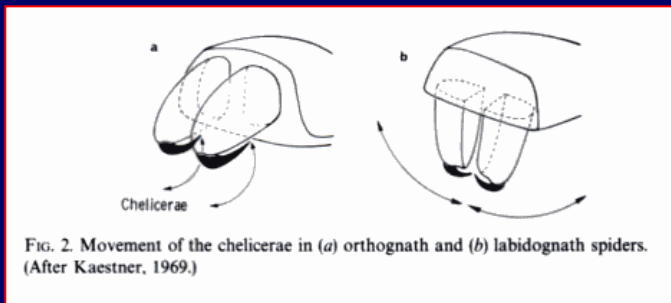 a
b
Chelicerae
FIG. 2. Movement of the chelicerae in (a) orthognath and (b) labidognath spiders.
(After Kaestner, 1969.)